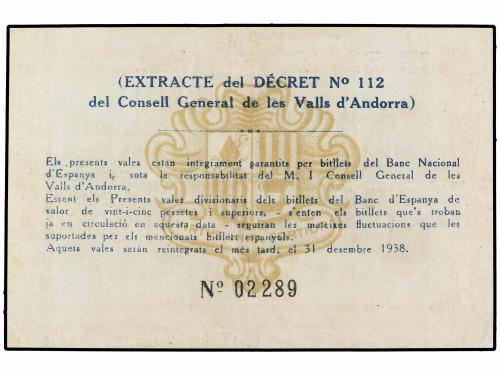 (EXTRACTE del DÉCRET Nº 112
del Consell General de les Valls d'Andorra)
Els presents vales estan integrament garantits per bitllets del Banc Nacional
d'Espanya i, sota la responsabilitat del M. I Consell General de les
Valls d'Andorra,
Essent els Presents vales divisionaris dels bitllets del Banc d'Espanya de
valor de vint-i-cinc pessetes i superiors, - s'enten els bitllets que's troban
ja en circulació en aquesta data - seguiran les mateixes fluctuacions que les
suportades per els mencionats bitllets espanyols.
Aquets vales serán reintegrats el més tard, el 31 desembre 1938.
Nº 02289